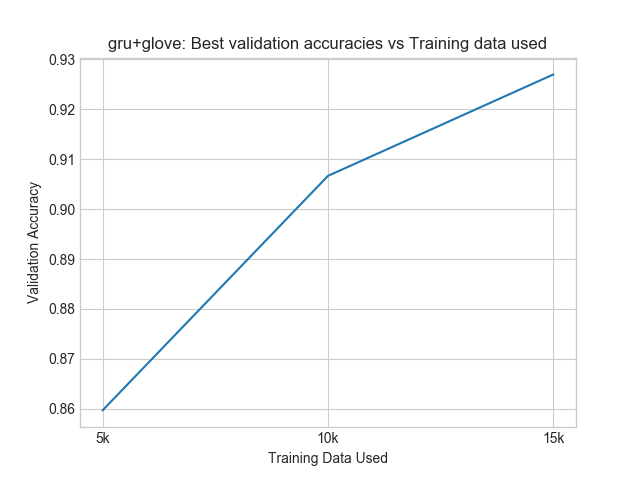 gru+glove: Best validation accuracies vs Training data used
0.93
0.92
0.91
0.90
0.89
0.88
0.87
0.86
Validation Accuracy
5k
10k
15k
Training Data Used